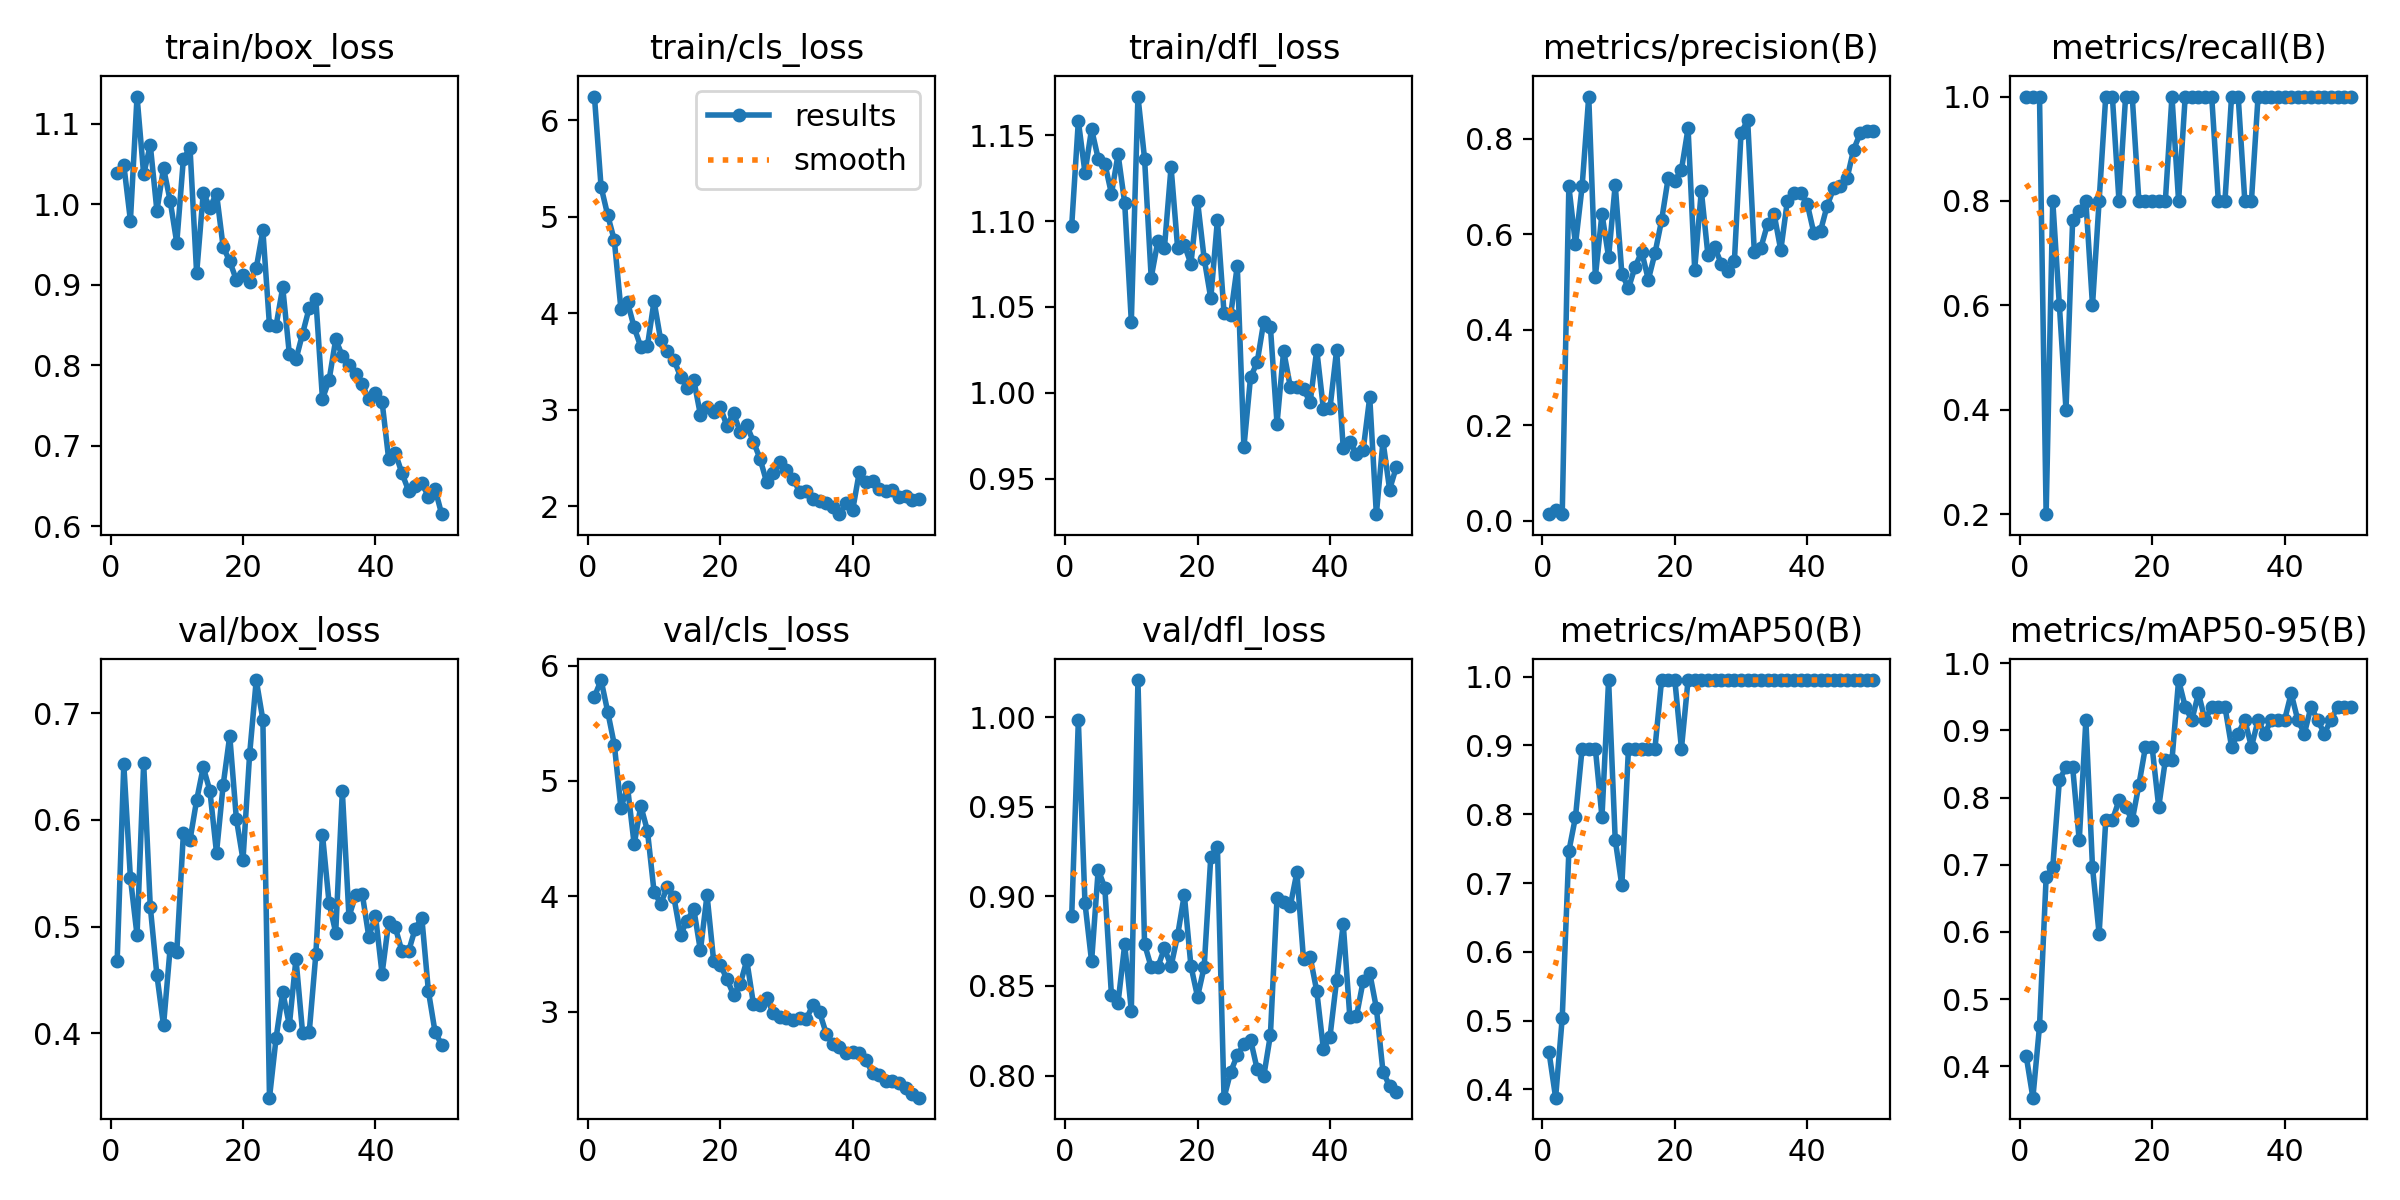 train/box_loss
1.1
1.0
0.9
0.8
0.7
0.6
0 20 40
train/cls_loss
results
smooth
6
5
4
3
2
0 20 40
train/dfl_loss
1.15
1.10
1.05
1.00
0.95
0 20 40
metrics/precision(B)
0.8
0.6
0.4
0.2
0.0
0 20 40
metrics/recall(B)
1.0
0.8
0.6
0.4
0.2
0 20 40
val/box_loss
0.7
0.6
0.5
0.4
0 20 40
val/cls_loss
6
5
4
3
0 20 40
val/dfl_loss
1.00
0.95
0.90
0.85
0.80
0 20 40
metrics/mAP50(B)
1.0
0.9
0.8
0.7
0.6
0.5
0.4
0 20 40
metrics/mAP50-95(B)
1.0
0.9
0.8
0.7
0.6
0.5
0.4
0 20 40